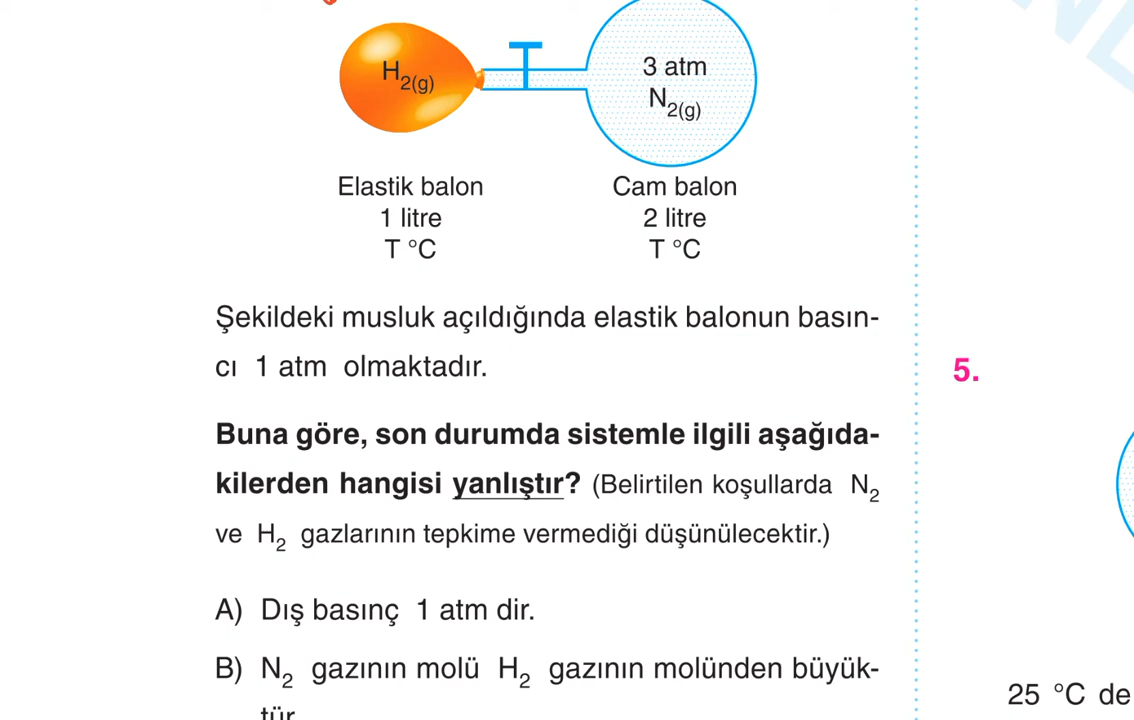 H2(g)
3 atm
N2(g)
Elastik balon
1 litre
T °C
Cam balon
2 litre
T °C
Şekildeki musluk açıldığında elastik balonun basın-
cı 1 atm olmaktadır.
Buna göre, son durumda sistemle ilgili aşağıda-
kilerden hangisi yanlıştır? (Belirtilen koşullarda N2
ve H2 gazlarının tepkime vermediği düşünülecektir.)
A) Dış basınç 1 atm dir.
B) N2 gazının molü H2 gazının molünden büyük-
tür
5.
25 °C de